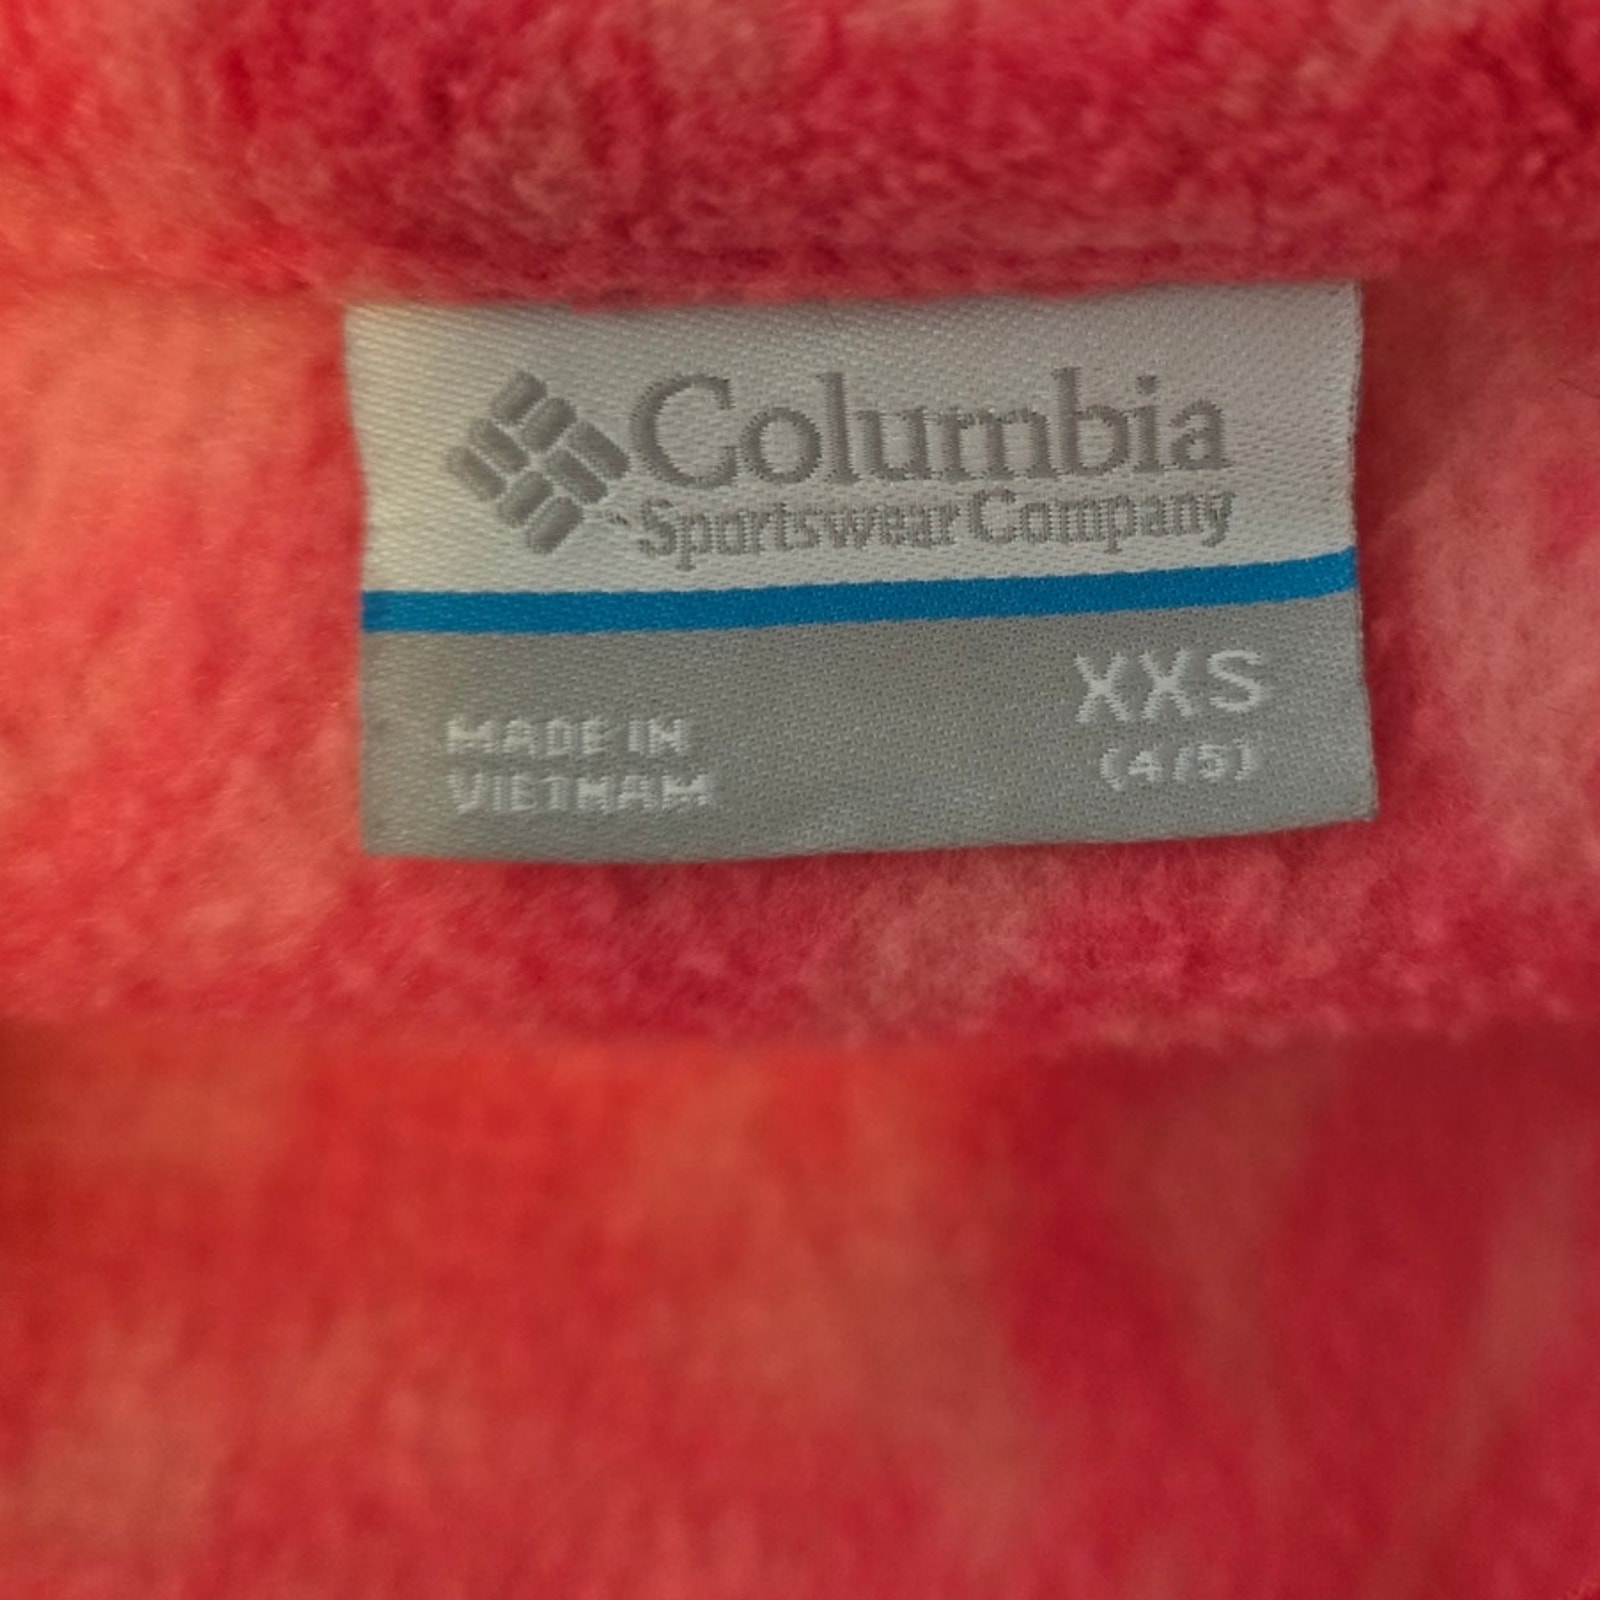 Columbia
Sportswear Company
XXS
(4/5)
MADE IN
VIETNAM